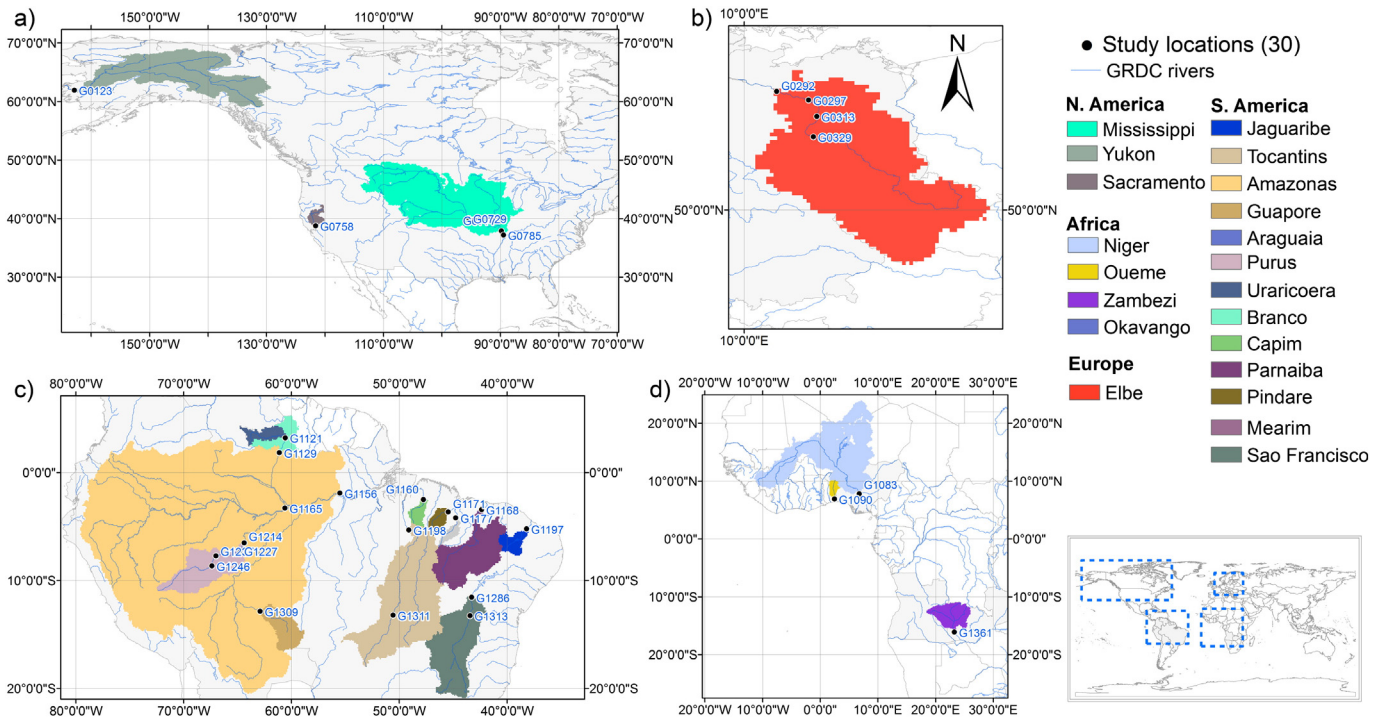 a)
150°0'0"W 130°0'0"W 110°0'0"W 90°0'0"W 70°0'0"W
70°0'0"N 70°0'0"N
60°0'0"N 60°0'0"N
50°0'0"N 50°0'0"N
40°0'0"N 40°0'0"N
30°0'0"N 30°0'0"N
G0123
G0729
G0758
G0785
150°0'0"W 130°0'0"W 110°0'0"W 90°0'0"W 70°0'0"W
b)
10°0'0"E
N
G0292
G0297
G0313
G0329
50°0'0"N 50°0'0"N
10°0'0"E
Study locations (30)
GRDC rivers
N. America
Mississippi
Yukon
Sacramento
Africa
Niger
Oueme
Zambezi
Okavango
Europe
Elbe
S. America
Jaguaribe
Tocantins
Amazonas
Guapore
Araguaia
Purus
Uraricoera
Branco
Capim
Parnaiba
Pindare
Mearim
Sao Francisco
c)
80°0'0"W 70°0'0"W 60°0'0"W 50°0'0"W 40°0'0"W
0°0'0" 0°0'0"
10°0'0"S 10°0'0"S
20°0'0"S 20°0'0"S
G1121
G1129
G1156
G1160
G1171
G1168
G1165
G1177
G1197
G1198
G1214
G1227
G1246
G1286
G1309
G1311
G1313
80°0'0"W 70°0'0"W 60°0'0"W 50°0'0"W 40°0'0"W
d)
20°0'0"W 10°0'0"W 0°0'0" 10°0'0"E 20°0'0"E 30°0'0"E
20°0'0"N 20°0'0"N
10°0'0"N 10°0'0"N
0°0'0" 0°0'0"
10°0'0"S 10°0'0"S
20°0'0"S 20°0'0"S
G1083
G1090
G1361
20°0'0"W 10°0'0"W 0°0'0" 10°0'0"E 20°0'0"E 30°0'0"E